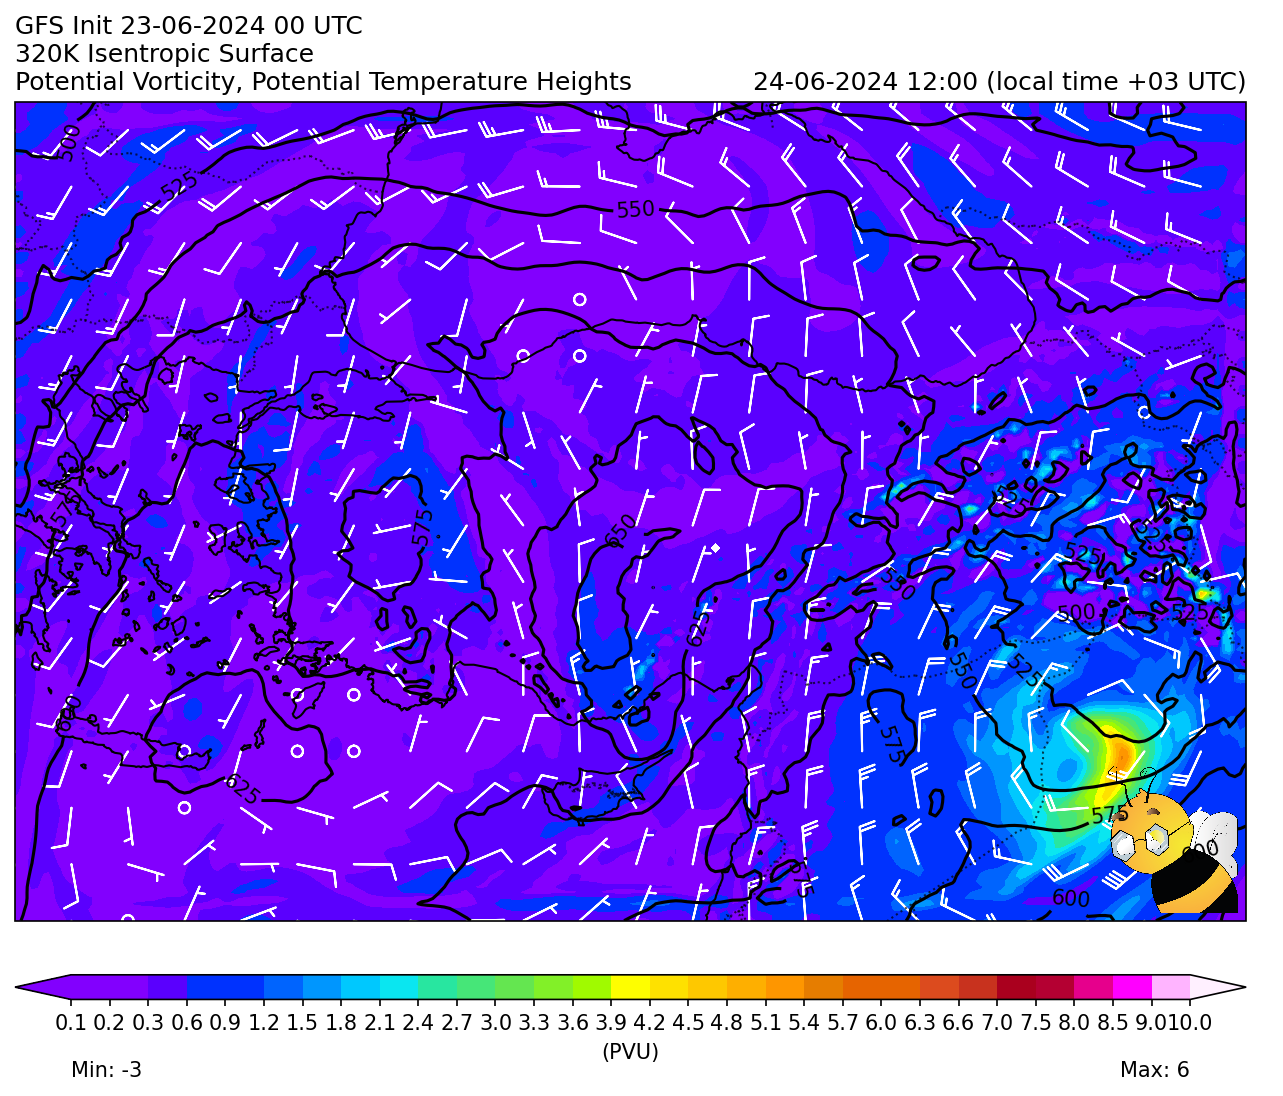 GFS Init 23-06-2024 00 UTC
320K Isentropic Surface
Potential Vorticity, Potential Temperature Heights
24-06-2024 12:00 (local time +03 UTC)
500
525
550
575
575
650
625
600
625
525
525
525
500
525
550
550
525
575
575
575
600
0.1 0.2 0.3 0.6 0.9 1.2 1.5 1.8 2.1 2.4 2.7 3.0 3.3 3.6 3.9 4.2 4.5 4.8 5.1 5.4 5.7 6.0 6.3 6.6 7.0 7.5 8.0 8.5 9.0 10.0
(PVU)
Min: -3
Max: 6